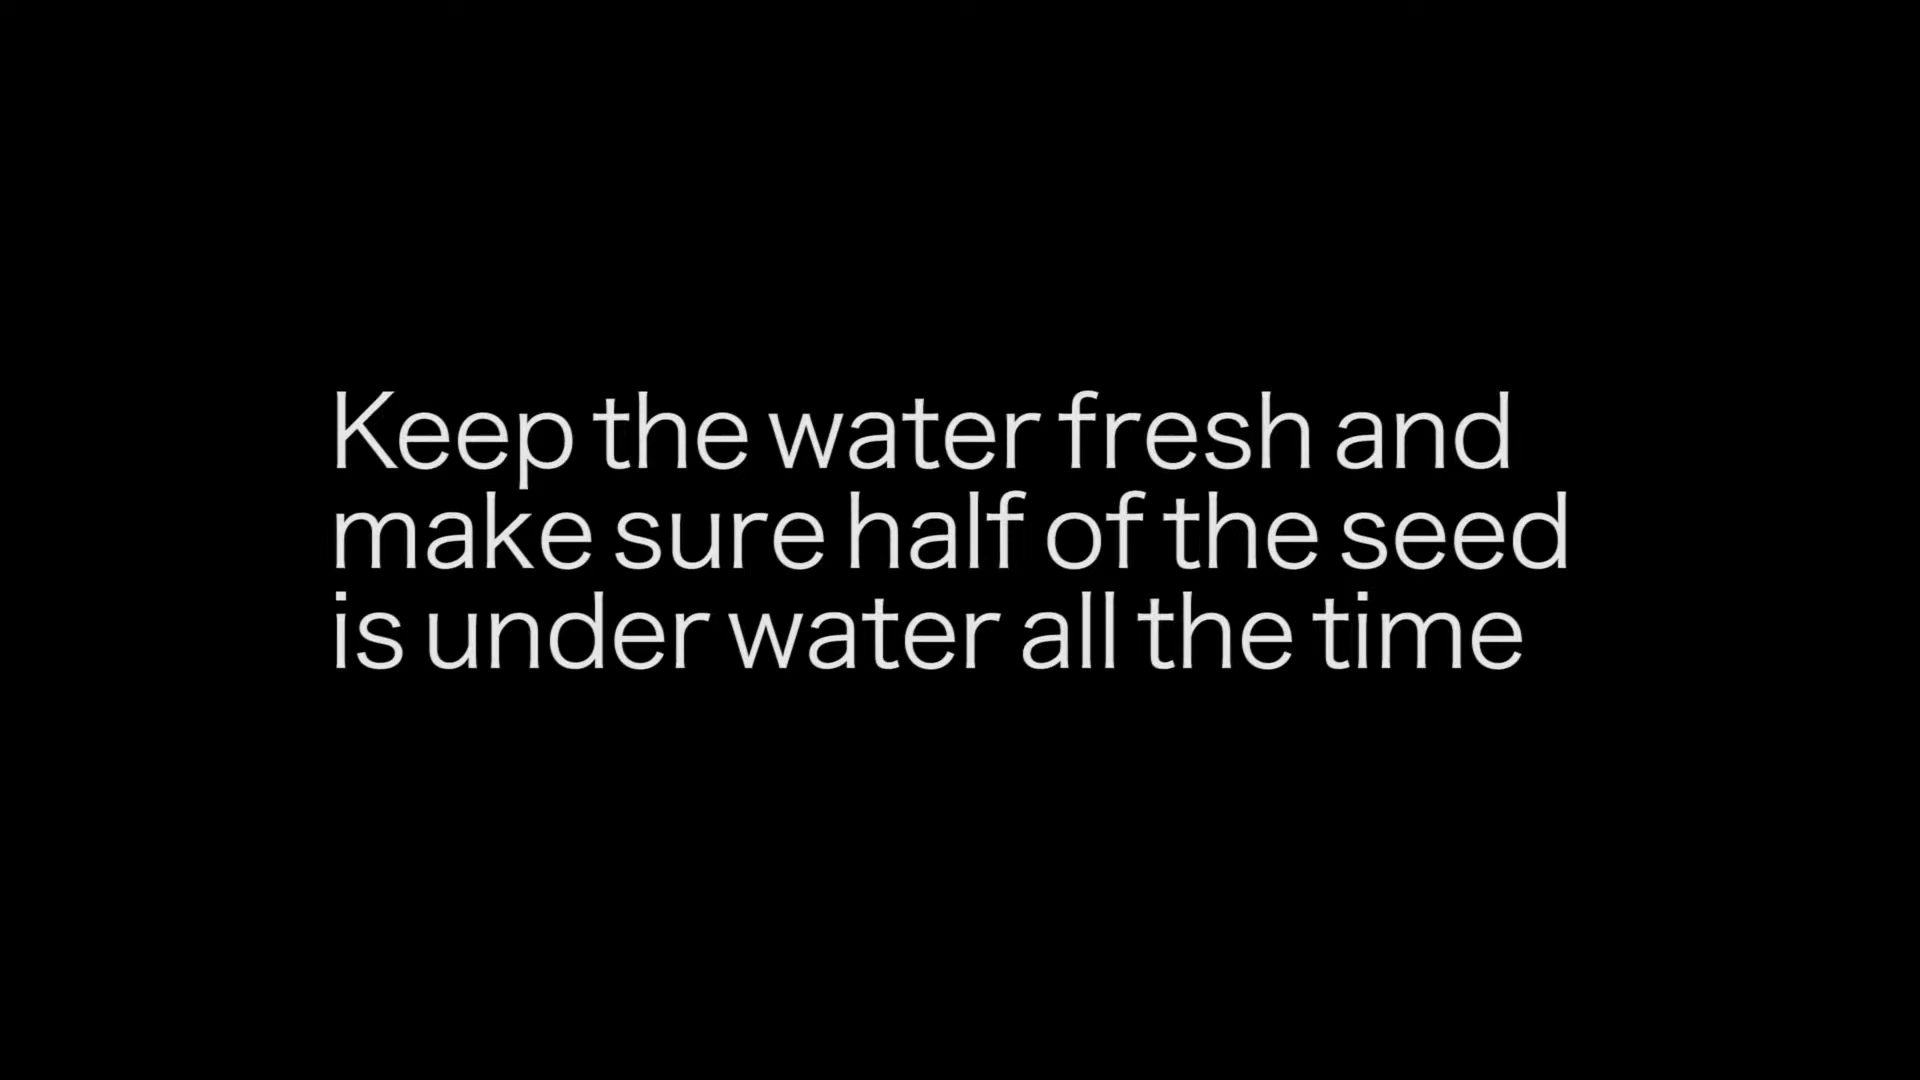 Keep the water fresh and
make sure half of the seed
is under water all the time